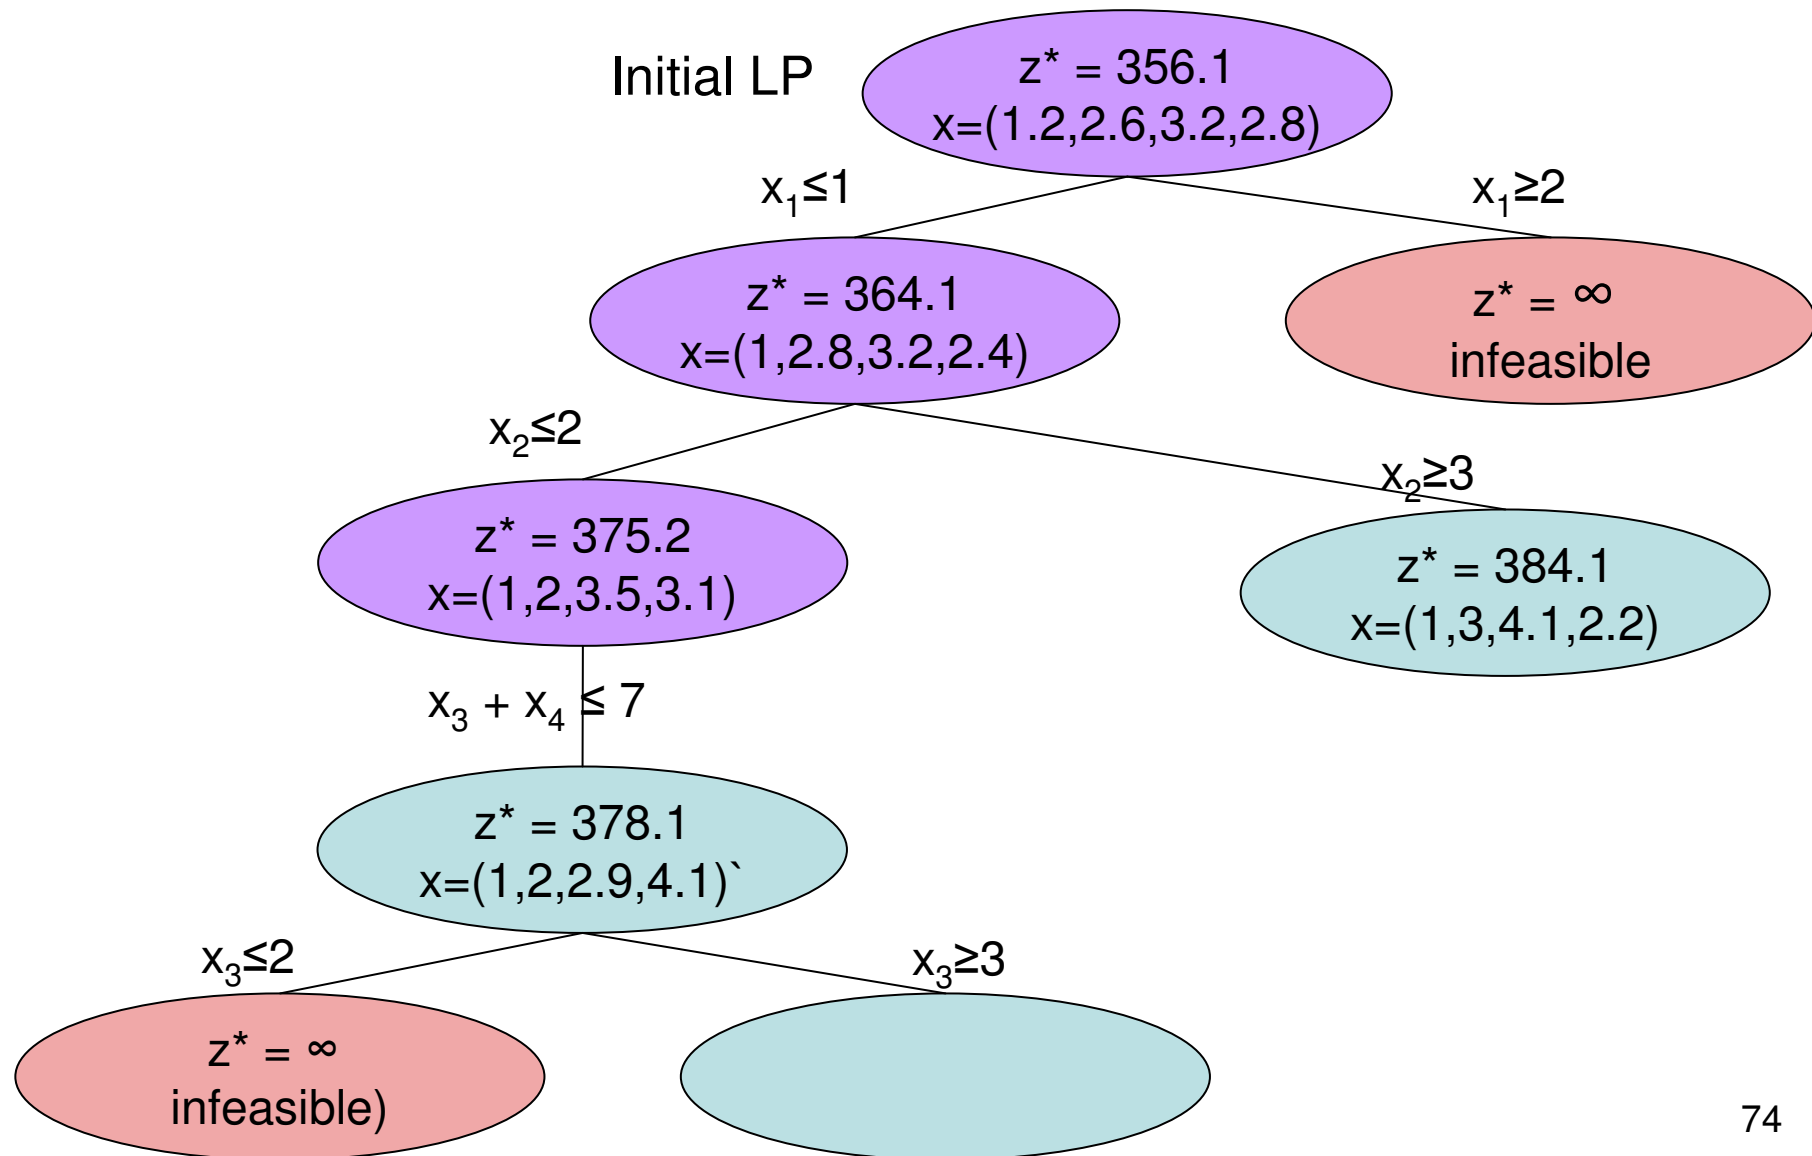 Initial LP
z* = 356.1
x=(1.2,2.6,3.2,2.8)
x₁≤1
x₁≥2
z* = 364.1
x=(1,2.8,3.2,2.4)
z* = ∞
infeasible
x₂≤2
x₂≥3
z* = 375.2
x=(1,2,3.5,3.1)
z* = 384.1
x=(1,3,4.1,2.2)
x₃ + x₄ ≤ 7
z* = 378.1
x=(1,2,2.9,4.1)`
x₃≤2
x₃≥3
z* = ∞
infeasible)
74